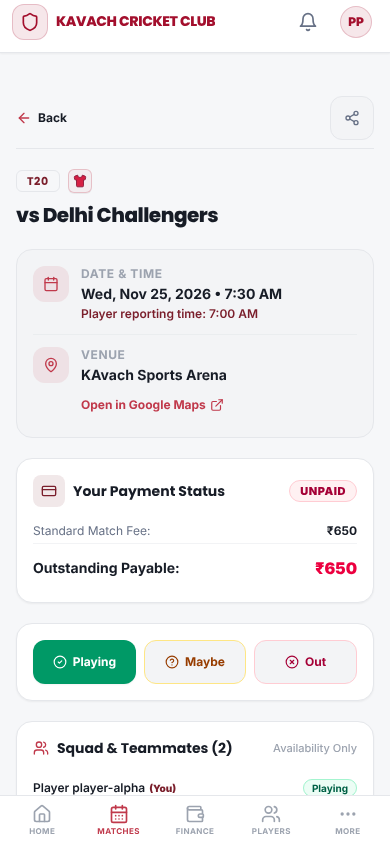 KAVACH CRICKET CLUB
PP
Back
T20
vs Delhi Challengers
DATE & TIME
Wed, Nov 25, 2026 • 7:30 AM
Player reporting time: 7:00 AM
VENUE
KAvach Sports Arena
Open in Google Maps
Your Payment Status
UNPAID
Standard Match Fee: ₹650
Outstanding Payable: ₹650
Playing Maybe Out
Squad & Teammates (2) Availability Only
Player player-alpha (You) Playing
HOME MATCHES FINANCE PLAYERS MORE